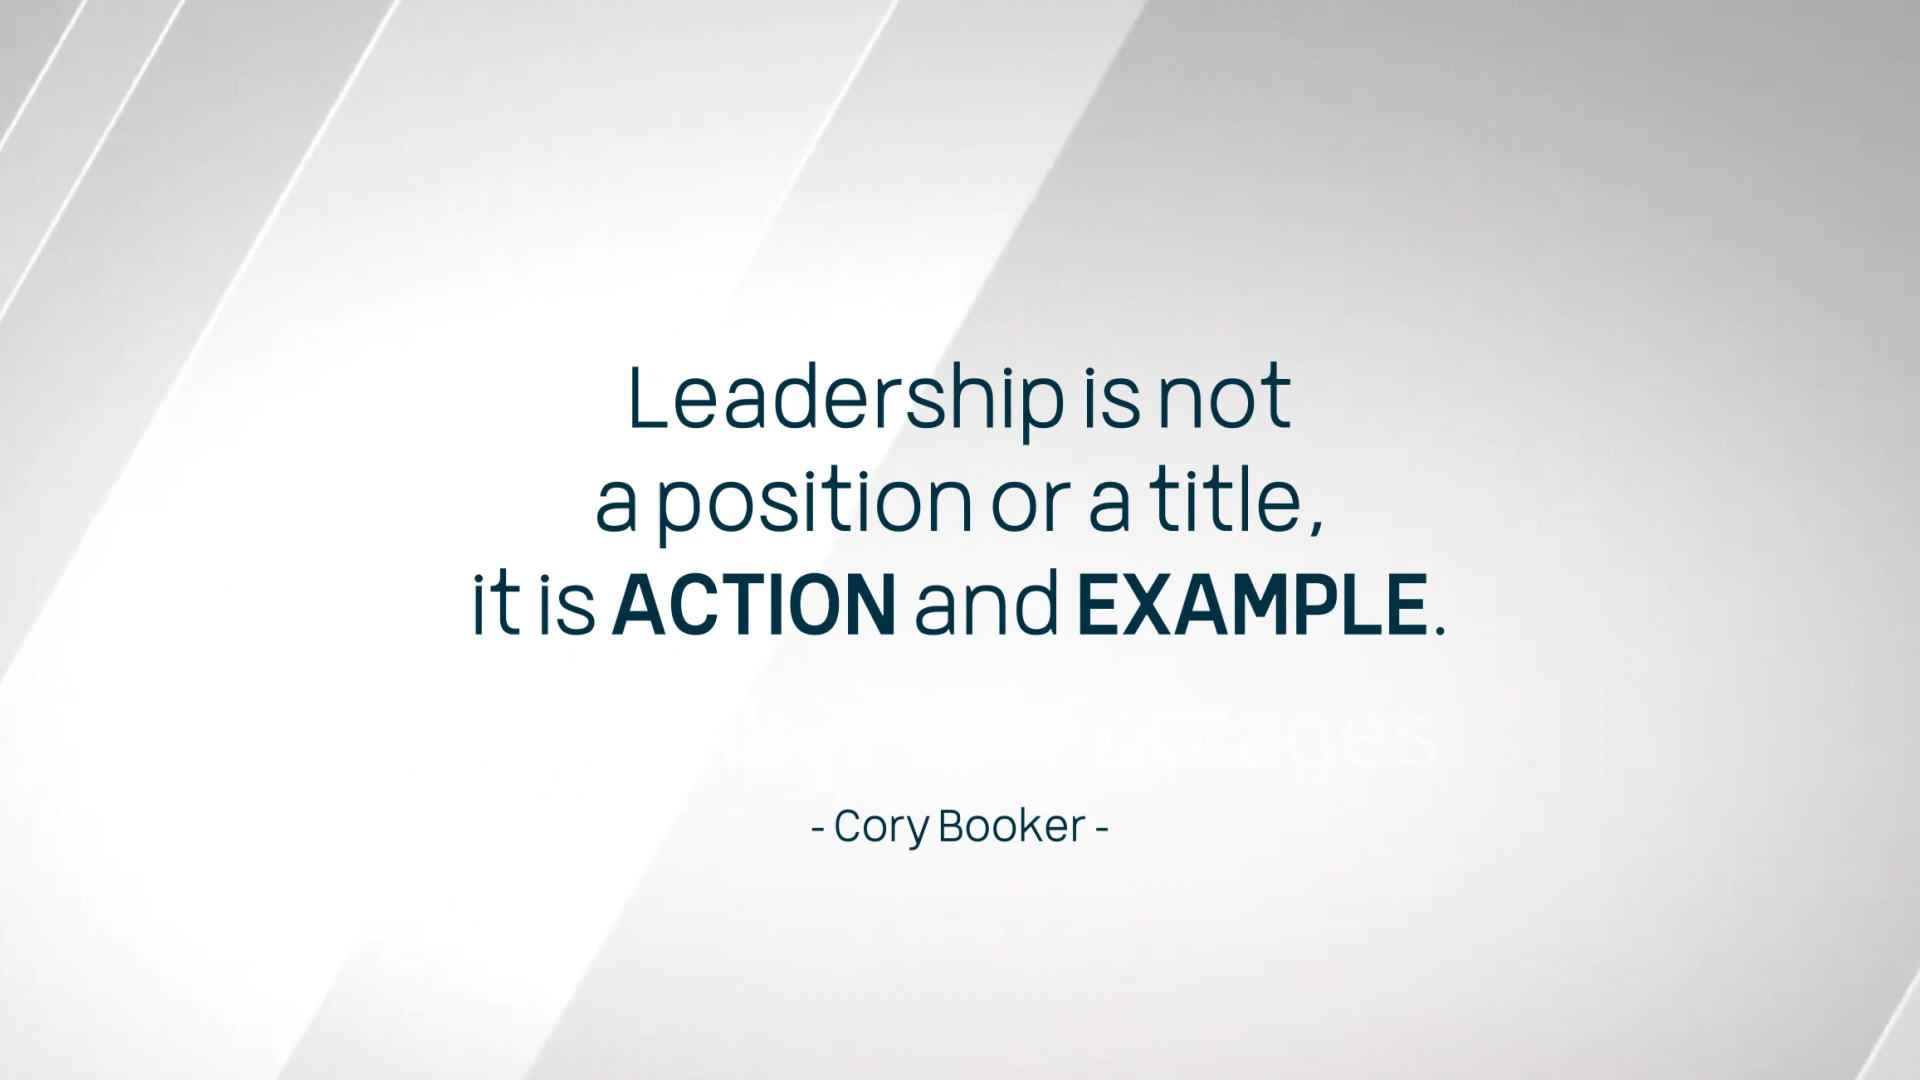 Leadership is not
a position or a title,
it is ACTION and EXAMPLE.
- Cory Booker -